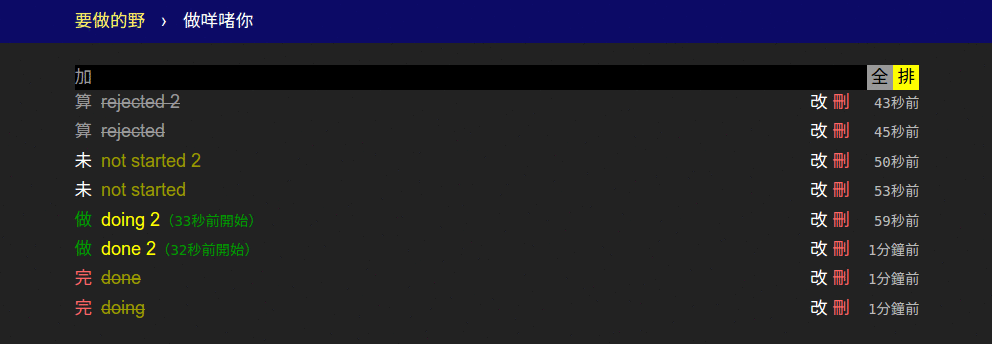 要做的野 › 做咩啫你
加 全 排
算 rejected 2 改 刪 43秒前
算 rejected 改 刪 45秒前
未 not started 2 改 刪 50秒前
未 not started 改 刪 53秒前
做 doing 2 (33秒前開始) 改 刪 59秒前
做 done 2 (32秒前開始) 改 刪 1分鐘前
完 done 改 刪 1分鐘前
完 doing 改 刪 1分鐘前